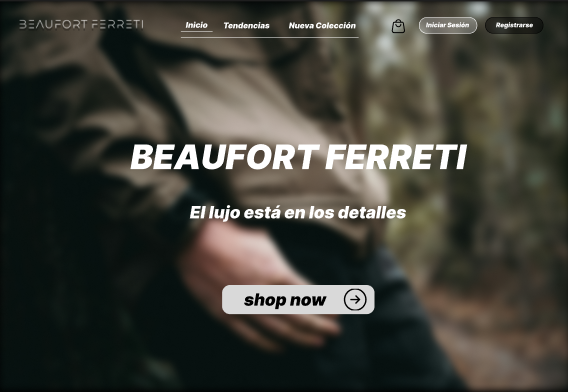 BEAUFORT FERRETI
Inicio Tendencias Nueva Colección
Iniciar Sesión Registrarse
BEAUFORT FERRETI
El lujo está en los detalles
shop now